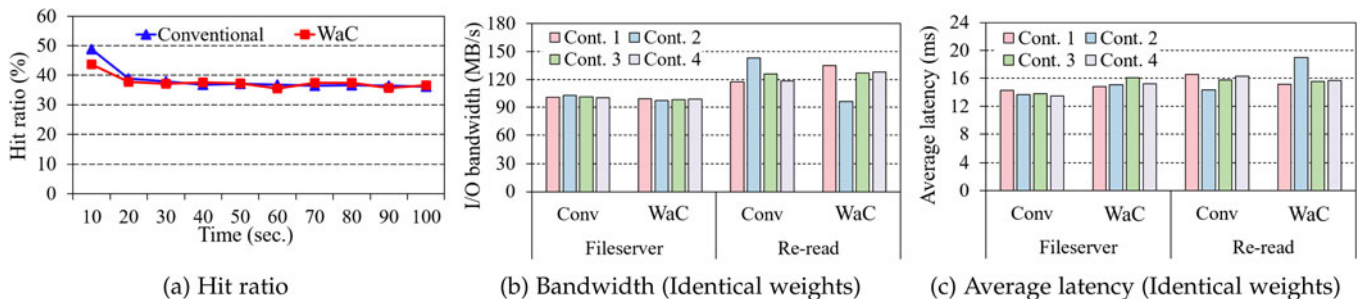 60
50
40
30
20
10
0
Hit ratio (%)
Conventional
WaC
10 20 30 40 50 60 70 80 90 100
Time (sec.)
(a) Hit ratio
180
150
120
90
60
30
0
I/O bandwidth (MB/s)
Cont. 1 Cont. 2
Cont. 3 Cont. 4
Conv WaC Conv WaC
Fileserver Re-read
(b) Bandwidth (Identical weights)
24
20
16
12
8
4
0
Average latency (ms)
Cont. 1 Cont. 2
Cont. 3 Cont. 4
Conv WaC Conv WaC
Fileserver Re-read
(c) Average latency (Identical weights)